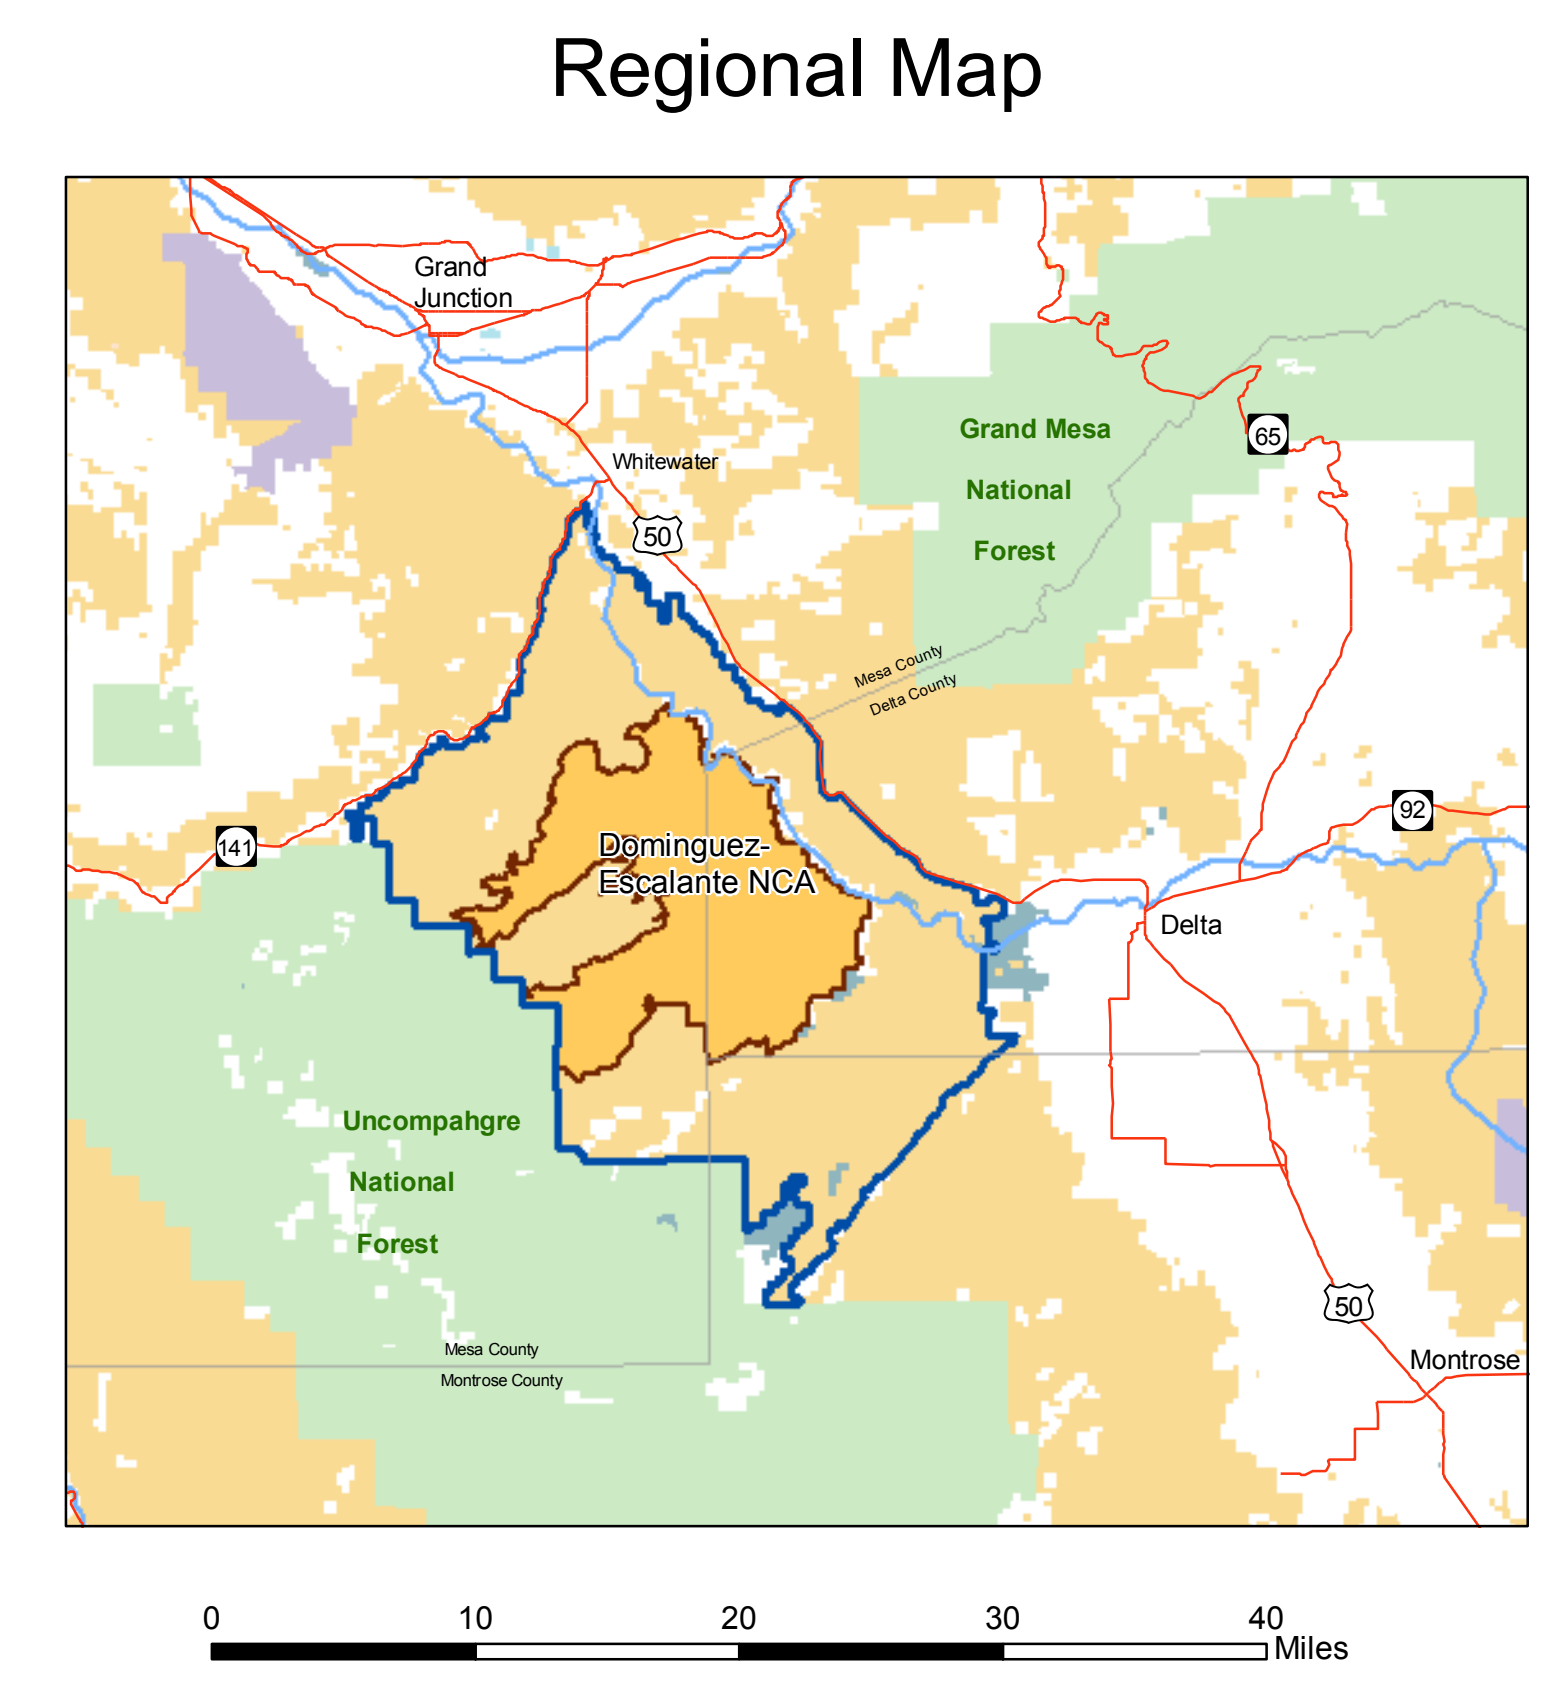 Regional Map
Grand
Junction
Grand Mesa
65
Whitewater
National
50
Forest
Mesa County
Delta County
92
141
Dominguez-
Escalante NCA
Delta
Uncompahgre
National
Forest
50
Mesa County
Montrose
Montrose County
0 10 20 30 40
Miles